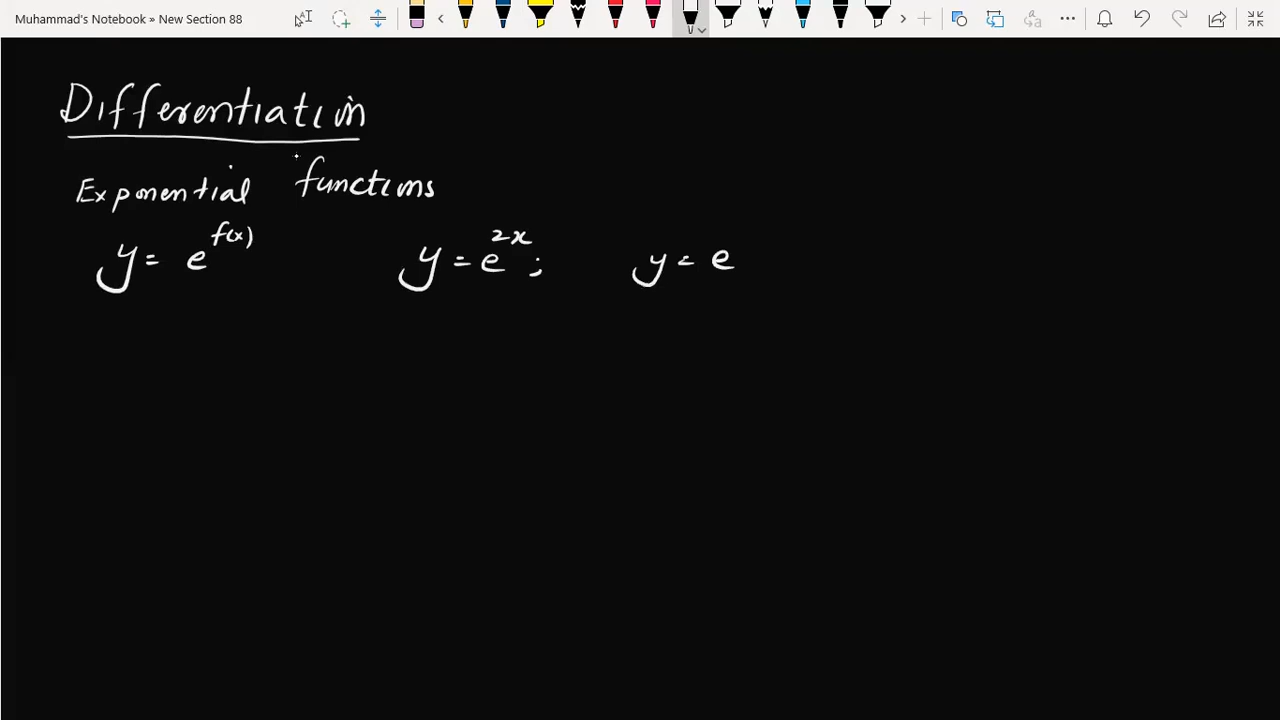 Muhammad's Notebook » New Section 88
Differentiation
Exponential functions
y = e^{f(x)} y = e^{2x}; y = e